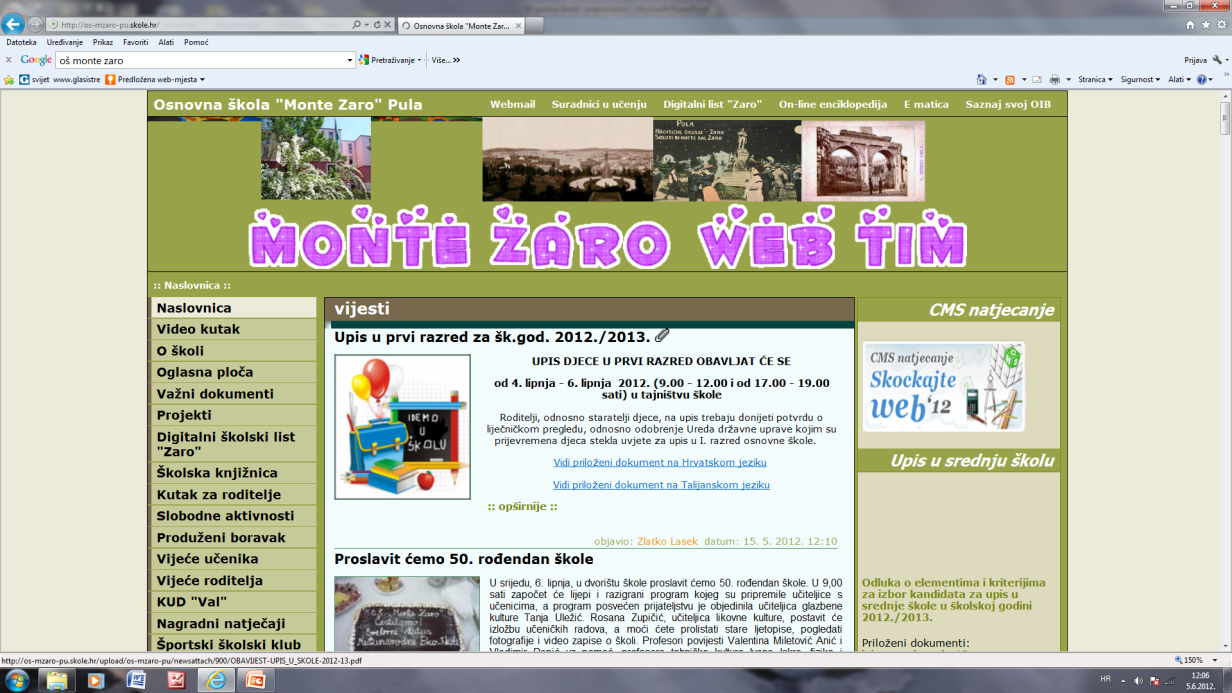 http://os-mzaro-pu.skole.hr/
Osnovna škola "Monte Zar...
Datoteka Uređivanje Prikaz Favoriti Alati Pomoć
x Google oš monte zaro Pretraživanje Više... >> Prijava
svijet www.glasistre Predložena web-mjesta Stranica Sigurnost Alati
Osnovna škola "Monte Zaro" Pula Webmail Suradnici u učenju Digitalni list "Zaro" On-line enciklopedija E matica Saznaj svoj OIB
POLA
MONTE ZARO WEB TIM
:: Naslovnica ::
Naslovnica
Video kutak
O školi
Oglasna ploča
Važni dokumenti
Projekti
Digitalni školski list
"Zaro"
Školska knjižnica
Kutak za roditelje
Slobodne aktivnosti
Produženi boravak
Vijeće učenika
Vijeće roditelja
KUD "Val"
Nagradni natječaji
Športski školski klub
vijesti
Upis u prvi razred za šk.god. 2012./2013.
IDEMO
U
ŠKOLU
UPIS DJECE U PRVI RAZRED OBAVLJAT ĆE SE
od 4. lipnja - 6. lipnja 2012. (9.00 - 12.00 i od 17.00 - 19.00
sati) u tajništvu škole
Roditelji, odnosno staratelji djece, na upis trebaju donijeti potvrdu o
liječničkom pregledu, odnosno odobrenje Ureda državne uprave kojim su
prijevremena djeca stekla uvjete za upis u I. razred osnovne škole.
Vidi priloženi dokument na Hrvatskom jeziku
Vidi priloženi dokument na Talijanskom jeziku
:: opširnije ::
objavio: Zlatko Lasek datum: 15. 5. 2012. 12:10
Proslavit ćemo 50. rođendan škole
U srijedu, 6. lipnja, u dvorištu škole proslavit ćemo 50. rođendan škole. U 9,00
sati započet će lijepi i razigrani program kojeg su pripremile učiteljice s
učenicima, a program posvećen prijateljstvu je objedinila učiteljica glazbene
kulture Tanja Uležić. Rosana Zupičić, učiteljica likovne kulture, postavit će
izložbu učeničkih radova, a moći ćete prolistati stare ljetopise, pogledati
fotografije i video zapise o školi. Profesori povijesti Valentina Miletović Anić i
CMS natjecanje
CMS natjecanje
Skockajte
web'12
Upis u srednju školu
Odluka o elementima i kriterijima
za izbor kandidata za upis u
srednje škole u školskoj godini
2012./2013.
Priloženi dokumenti:
http://os-mzaro-pu.skole.hr/upload/os-mzaro-pu/newsattach/900/OBAVIJEST-UPIS_U_SKOLE-2012-13.pdf
150%
HR
12:06
5.6.2012.